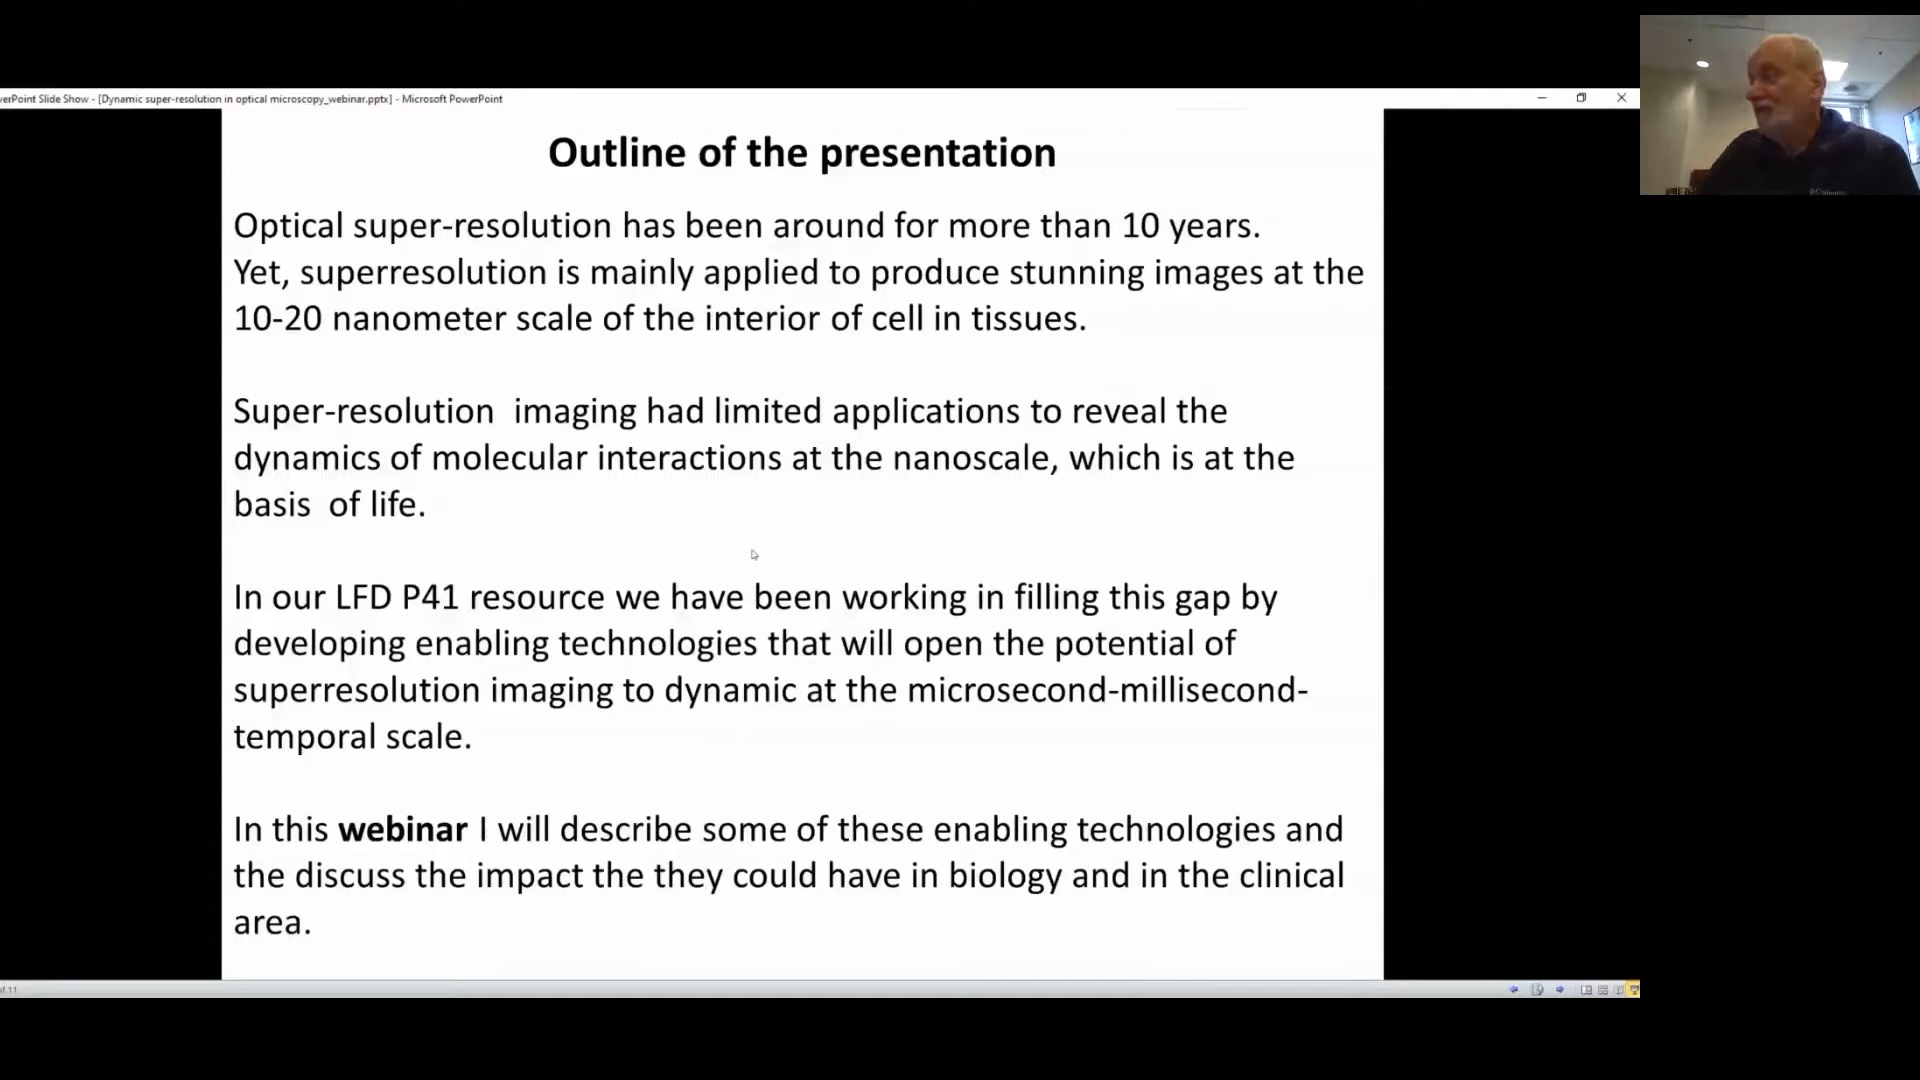 erPoint Slide Show - [Dynamic super-resolution in optical microscopy_webinar.pptx] - Microsoft PowerPoint
Outline of the presentation
Optical super-resolution has been around for more than 10 years.
Yet, superresolution is mainly applied to produce stunning images at the
10-20 nanometer scale of the interior of cell in tissues.
Super-resolution  imaging had limited applications to reveal the
dynamics of molecular interactions at the nanoscale, which is at the
basis  of life.
In our LFD P41 resource we have been working in filling this gap by
developing enabling technologies that will open the potential of
superresolution imaging to dynamic at the microsecond-millisecond-
temporal scale.
In this webinar I will describe some of these enabling technologies and
the discuss the impact the they could have in biology and in the clinical
area.
of 11